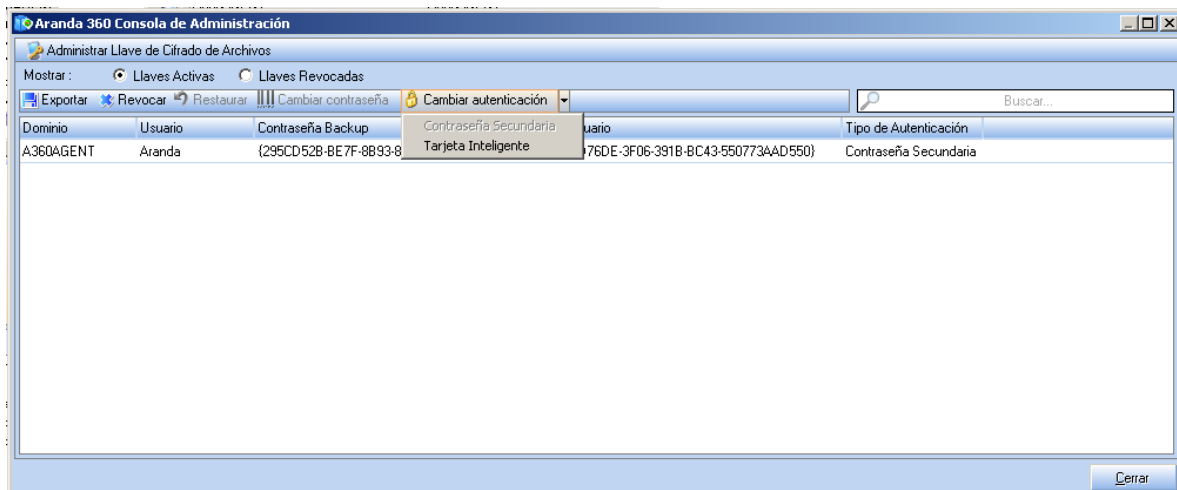 Aranda 360 Consola de Administración
Administrar Llave de Cifrado de Archivos
Mostrar : Llaves Activas Llaves Revocadas
Exportar Revocar Restaurar Cambiar contraseña Cambiar autenticación Buscar...
Contraseña Secundaria
Tarjeta Inteligente
Dominio Usuario Contraseña Backup uario Tipo de Autenticación
A360AGENT Aranda {295CD52B-BE7F-8B93-8 76DE-3F06-391B-BC43-550773AAD550} Contraseña Secundaria
Cerrar